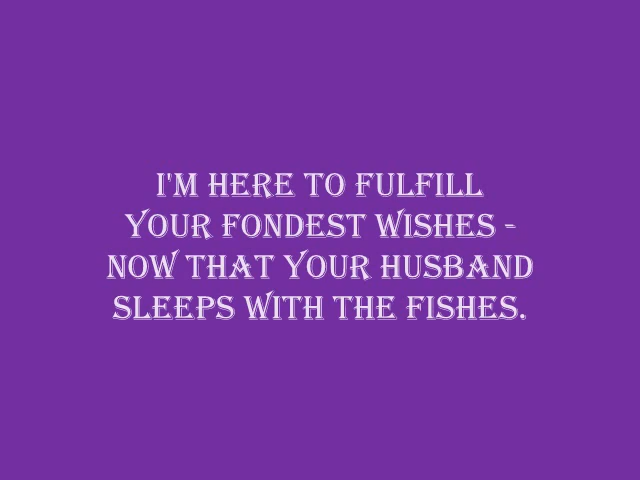 I'M HERE TO FULFILL
YOUR FONDEST WISHES -
NOW THAT YOUR HUSBAND
SLEEPS WITH THE FISHES.